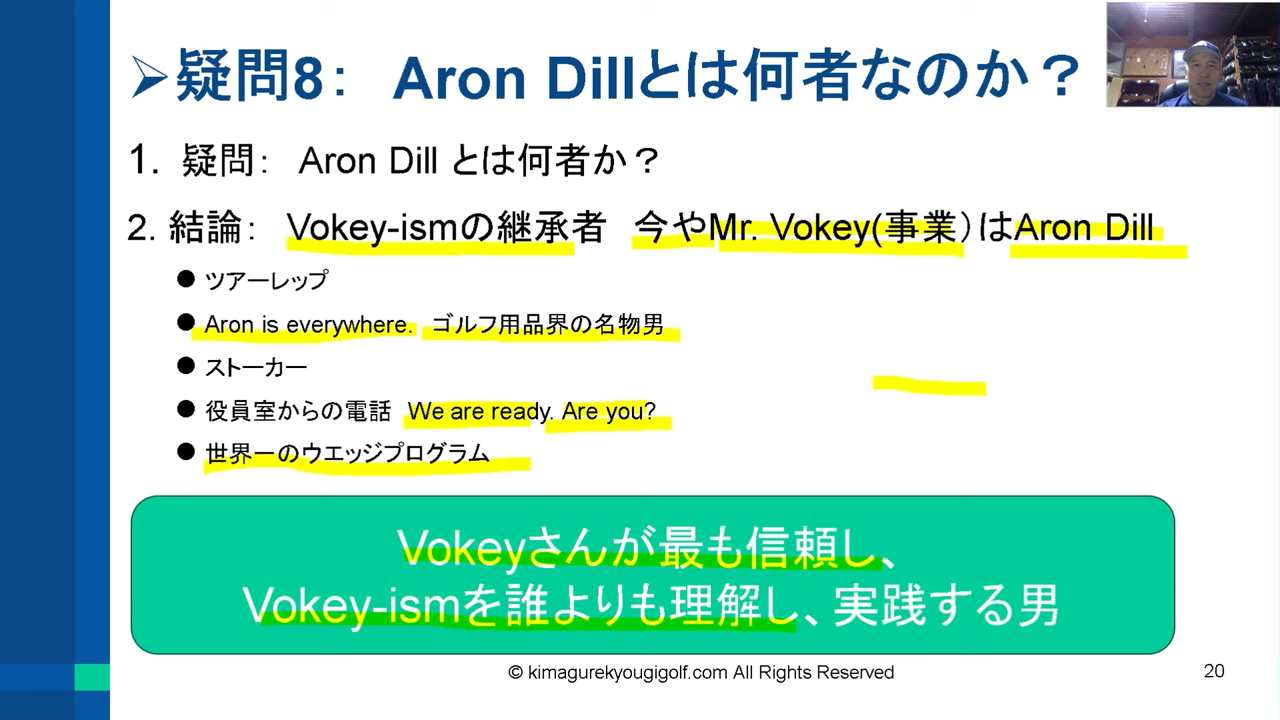 ➢疑問8： Aron Dillとは何者なのか？
1. 疑問： Aron Dill とは何者か？
2. 結論： Vokey-ismの継承者 今やMr. Vokey(事業）はAron Dill
● ツアーレップ
● Aron is everywhere. ゴルフ用品界の名物男
● ストーカー
● 役員室からの電話 We are ready. Are you?
● 世界一のウエッジプログラム
Vokeyさんが最も信頼し、
Vokey-ismを誰よりも理解し、実践する男
© kimagurekyougigolf.com All Rights Reserved
20